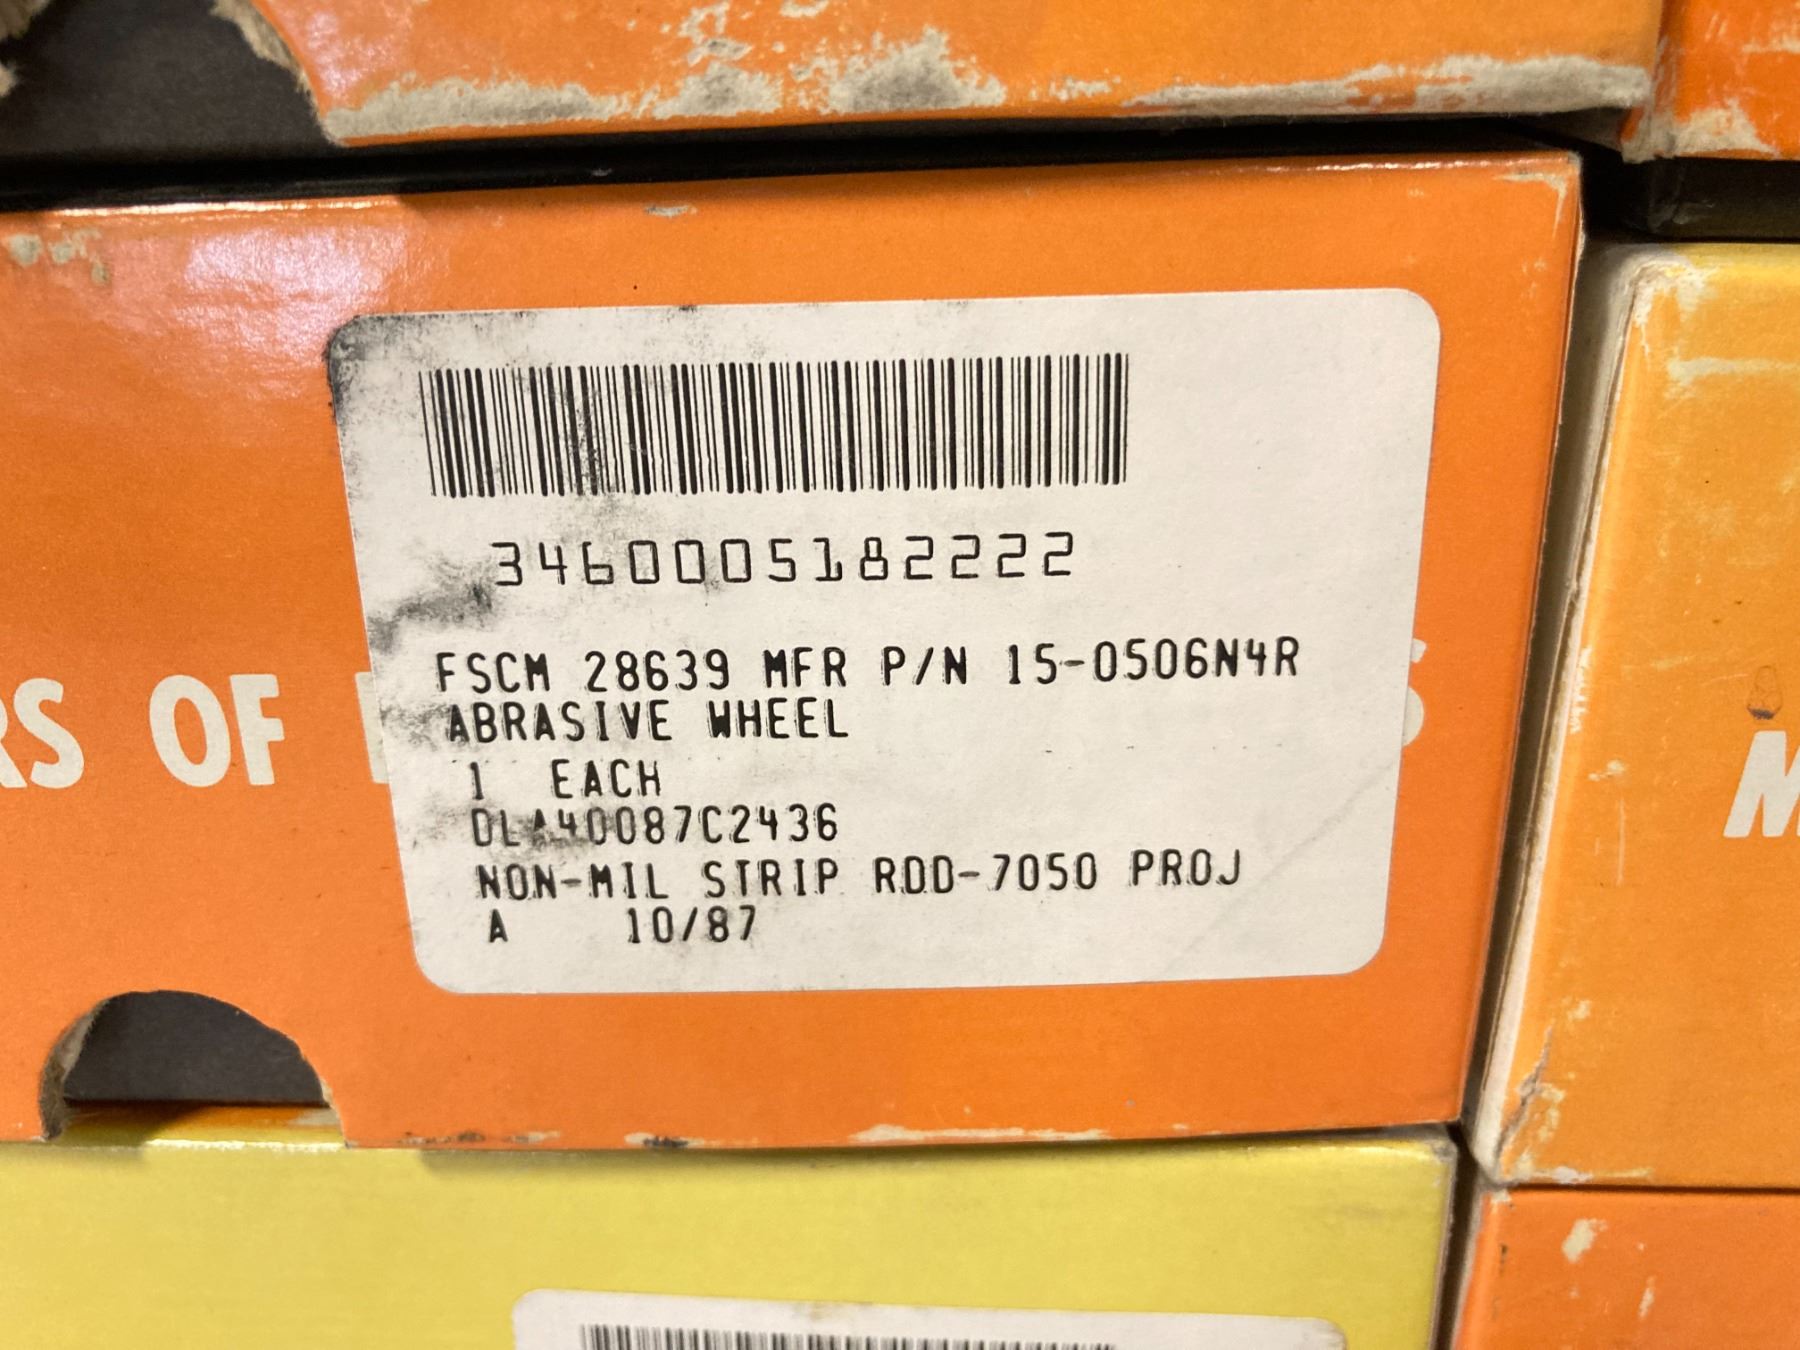 3460005182222
FSCM 28639 MFR P/N 15-0506N4R
ABRASIVE WHEEL
1 EACH
DLA40087C2436
NON-MIL STRIP RDD-7050 PROJ
A 10/87
RS OF
M